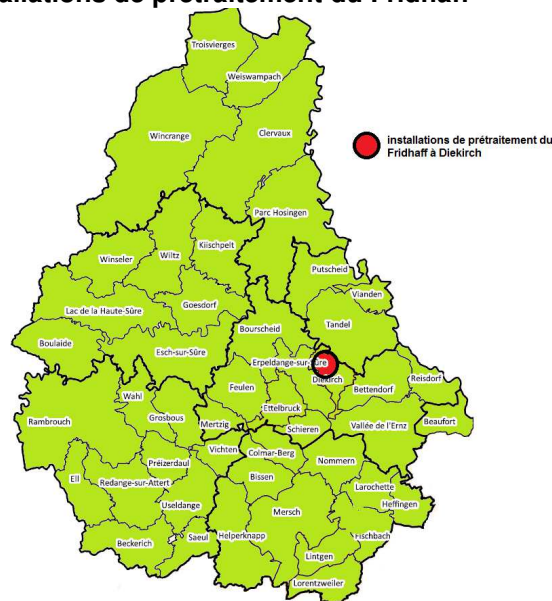 allations de prétraitement du Fridhaff
Troisvierges
Weiswampach
Wincrange
Clervaux
installations de prétraitement du
Fridhaff à Diekirch
Parc Hosingen
Kiischpelt
Winseler
Wiltz
Putscheid
Vianden
Goesdorf
Lac de la Haute-Sûre
Bourscheid
Tandel
Boulaide
Esch-sur-Sûre
Erpeldange-sur-Sûre
Diekirch
Reisdorf
Feulen
Bettendorf
Wahl
Ettelbruck
Rambrouch
Grosbous
Mertzig
Schieren
Vallée de l'Ernz
Beaufort
Vichten
Colmar-Berg
Préizerdaul
Nommern
Ell
Redange-sur-Attert
Bissen
Larochette
Useldange
Mersch
Heffingen
Beckerich
Saeul
Helperknapp
Fischbach
Lintgen
Lorentzweiler